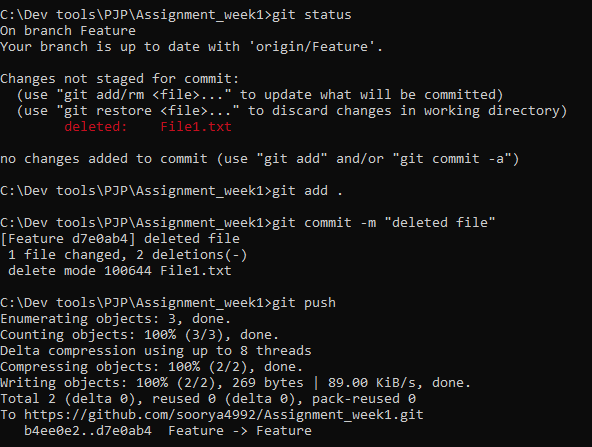 C:\Dev tools\PJP\Assignment_week1>git status
On branch Feature
Your branch is up to date with 'origin/Feature'.
Changes not staged for commit:
(use "git add/rm <file>..." to update what will be committed)
(use "git restore <file>..." to discard changes in working directory)
deleted: File1.txt
no changes added to commit (use "git add" and/or "git commit -a")
C:\Dev tools\PJP\Assignment_week1>git add .
C:\Dev tools\PJP\Assignment_week1>git commit -m "deleted file"
[Feature d7e0ab4] deleted file
1 file changed, 2 deletions(-)
delete mode 100644 File1.txt
C:\Dev tools\PJP\Assignment_week1>git push
Enumerating objects: 3, done.
Counting objects: 100% (3/3), done.
Delta compression using up to 8 threads
Compressing objects: 100% (2/2), done.
Writing objects: 100% (2/2), 269 bytes | 89.00 KiB/s, done.
Total 2 (delta 0), reused 0 (delta 0), pack-reused 0
To https://github.com/soorya4992/Assignment_week1.git
b4ee0e2..d7e0ab4 Feature -> Feature